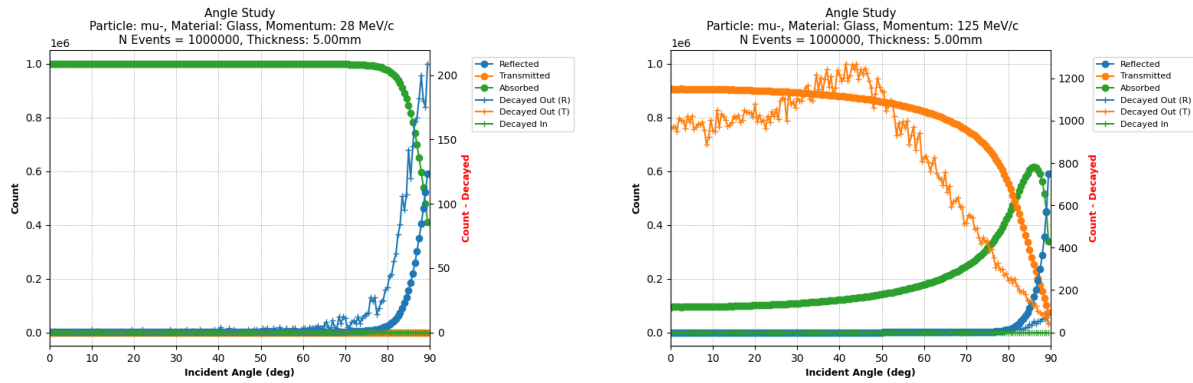 Angle Study
Particle: mu-, Material: Glass, Momentum: 28 MeV/c
N Events = 1000000, Thickness: 5.00mm
1e6
1.0
0.8
0.6
0.4
0.2
0.0
Count
0 10 20 30 40 50 60 70 80 90
Incident Angle (deg)
200
150
100
50
0
Count - Decayed
Reflected
Transmitted
Absorbed
Decayed Out (R)
Decayed Out (T)
Decayed In
Angle Study
Particle: mu-, Material: Glass, Momentum: 125 MeV/c
N Events = 1000000, Thickness: 5.00mm
1e6
1.0
0.8
0.6
0.4
0.2
0.0
Count
0 10 20 30 40 50 60 70 80 90
Incident Angle (deg)
1200
1000
800
600
400
200
0
Count - Decayed
Reflected
Transmitted
Absorbed
Decayed Out (R)
Decayed Out (T)
Decayed In